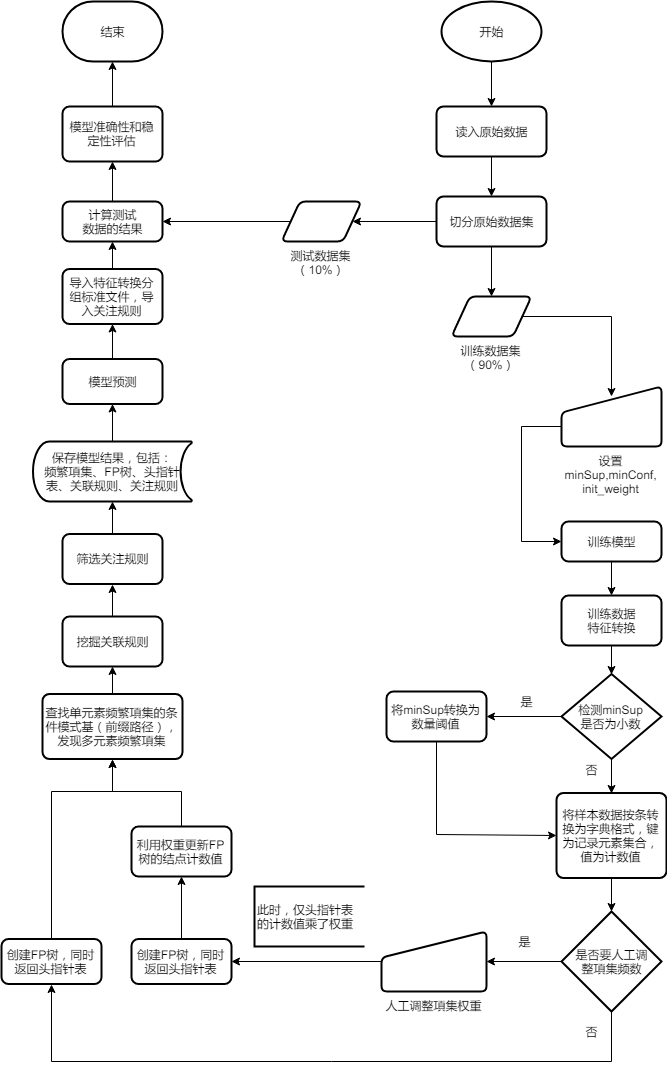 结束
开始
模型准确性和稳
定性评估
读入原始数据
计算测试
数据的结果
切分原始数据集
测试数据集
（10%）
导入特征转换分
组标准文件，导
入关注规则
训练数据集
（90%）
模型预测
设置
minSup,minConf,
init_weight
保存模型结果，包括：
频繁項集、FP树、头指针
表、关联规则、关注规则
训练模型
筛选关注规则
训练数据
特征转换
挖掘关联规则
查找单元素频繁項集的条
件模式基（前缀路径），
发现多元素频繁項集
将minSup转换为
数量阈值
是
检测minSup
是否为小数
否
将样本数据按条转
换为字典格式，键
为记录元素集合，
值为计数值
利用权重更新FP
树的结点计数值
此时，仅头指针表
的计数值乘了权重
创建FP树，同时
返回头指针表
创建FP树，同时
返回头指针表
人工调整項集权重
是
是否要人工调
整項集频数
否